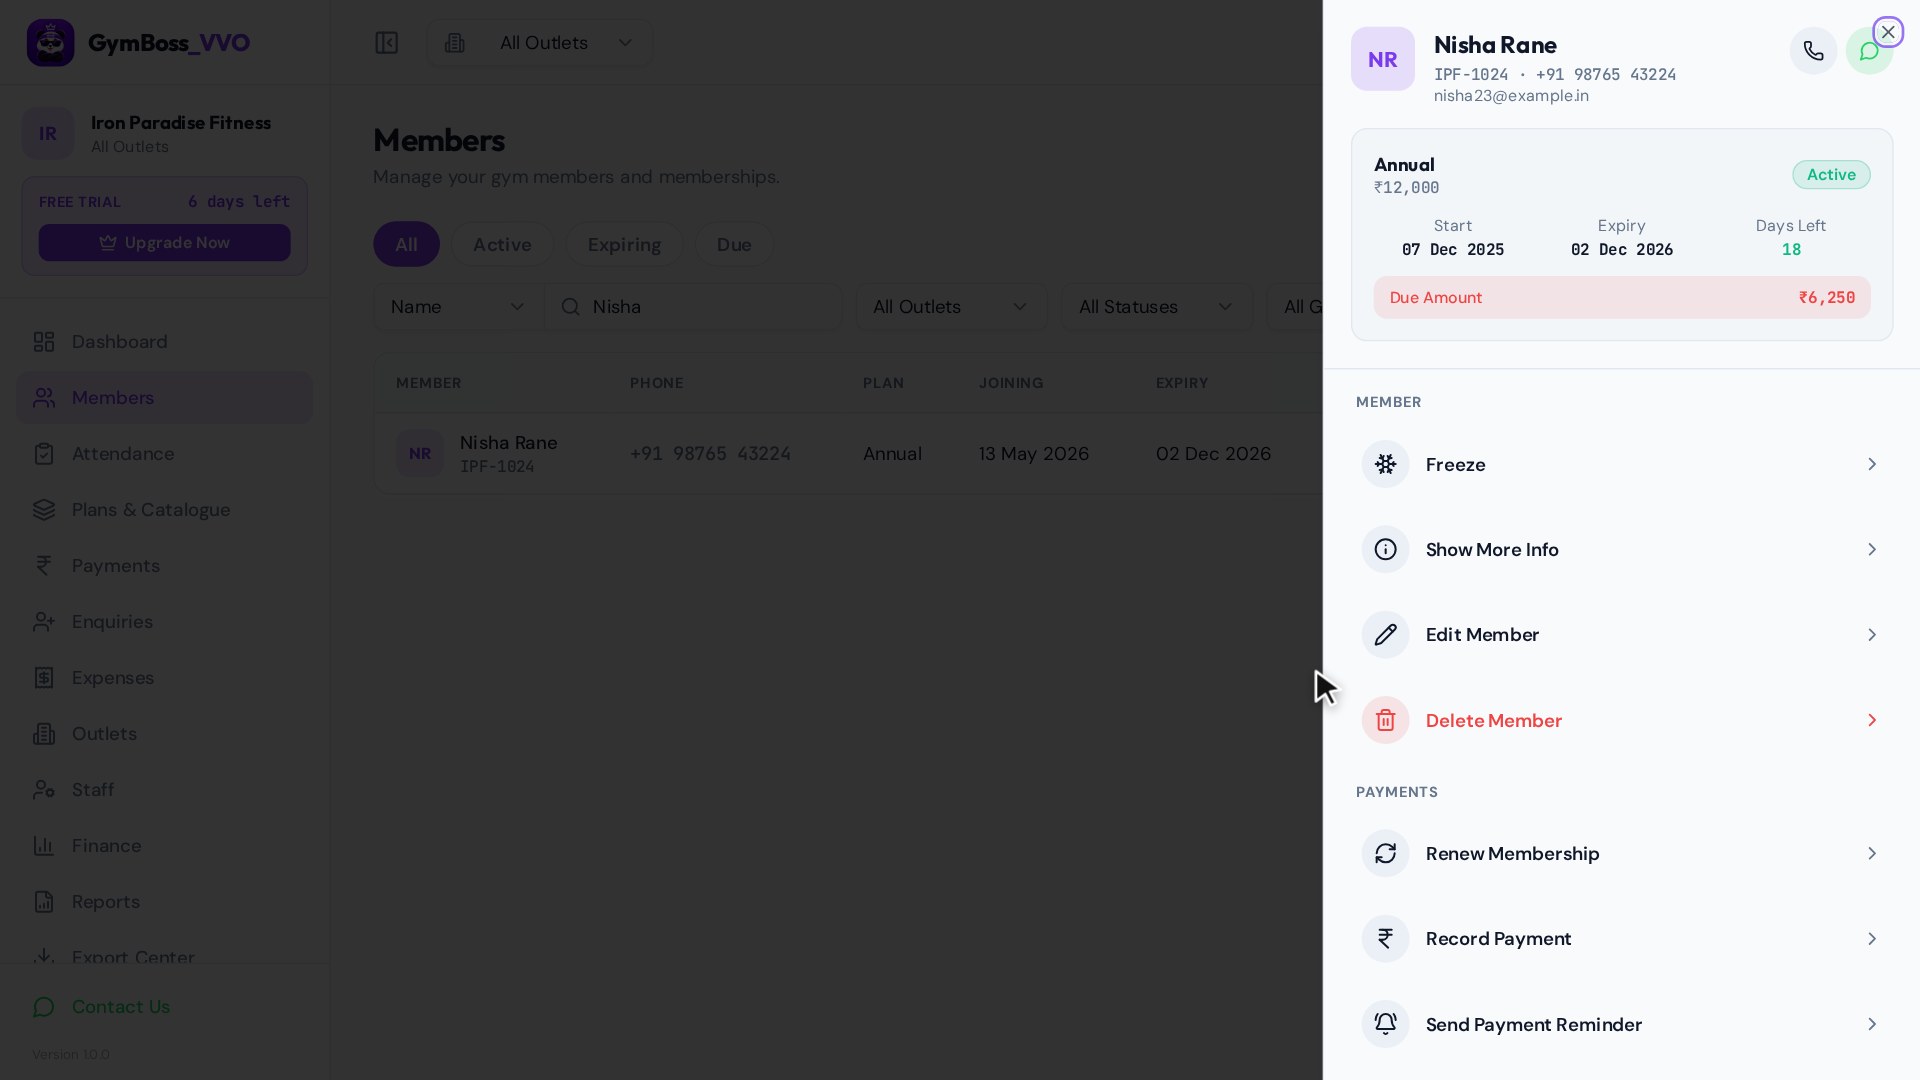 GymBoss_VVO
IR
Iron Paradise Fitness
All Outlets
FREE TRIAL
6 days left
Upgrade Now
Dashboard
Members
Attendance
Plans & Catalogue
Payments
Enquiries
Expenses
Outlets
Staff
Finance
Reports
Export Center
Contact Us
Version 1.0.0
All Outlets
Members
Manage your gym members and memberships.
All
Active
Expiring
Due
Name
Nisha
All Outlets
All Statuses
All G
MEMBER PHONE PLAN JOINING EXPIRY
NR
Nisha Rane
IPF-1024
+91 98765 43224
Annual
13 May 2026
02 Dec 2026
NR
Nisha Rane
IPF-1024 · +91 98765 43224
nisha23@example.in
Annual
₹12,000
Active
Start Expiry Days Left
07 Dec 2025 02 Dec 2026 18
Due Amount ₹6,250
MEMBER
Freeze
Show More Info
Edit Member
Delete Member
PAYMENTS
Renew Membership
Record Payment
Send Payment Reminder